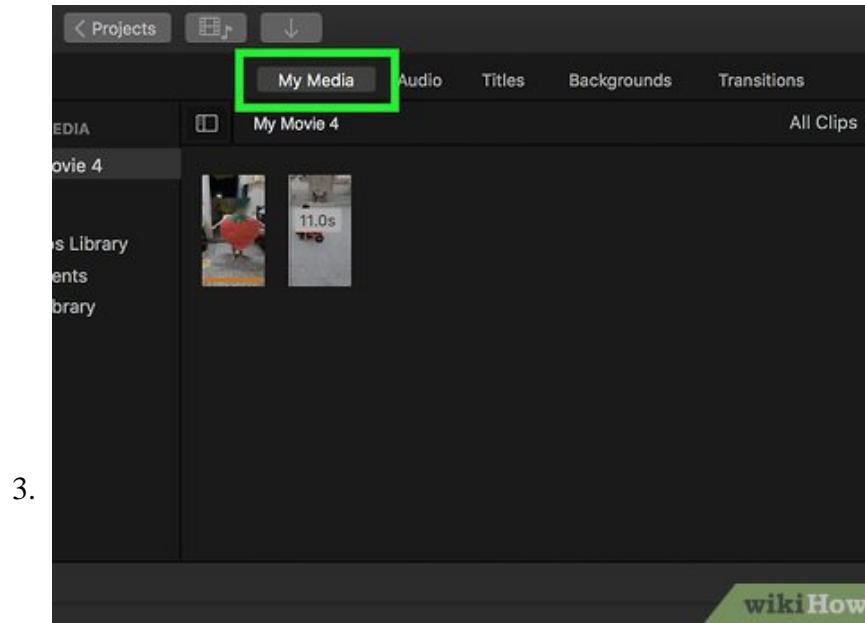 Projects
My Media Audio Titles Backgrounds Transitions
EDIA My Movie 4 All Clips
ovie 4
11.0s
os Library
ents
brary
3.
wikiHow